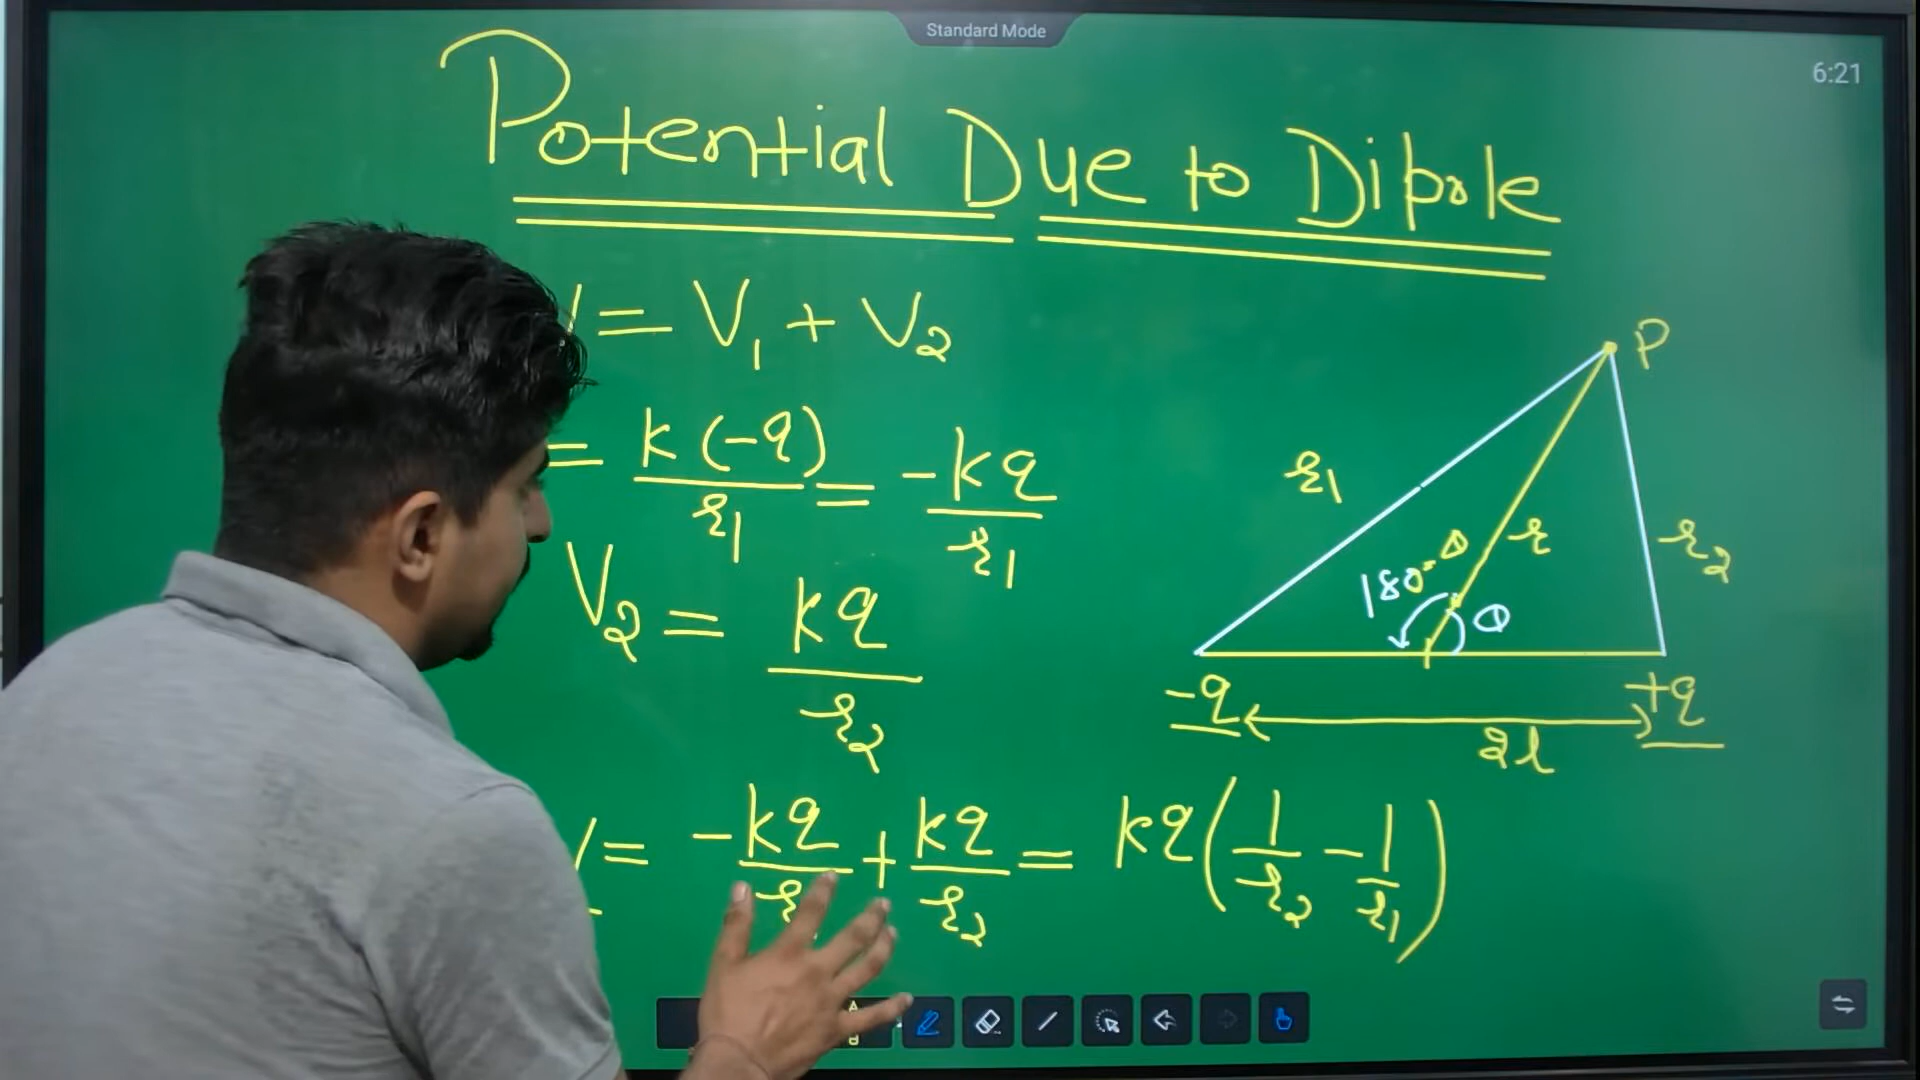 Standard Mode
6:21
Potential Due to Dipole
= V₁ + V₂
= k(-q)/r₁ = -kq/r₁
V₂ = kq/r₂
= -kq/r + kq/r₂ = kq(1/r₂ - 1/r₁)
P
r₁
r
r₂
180°-θ
θ
-q
+q
2l